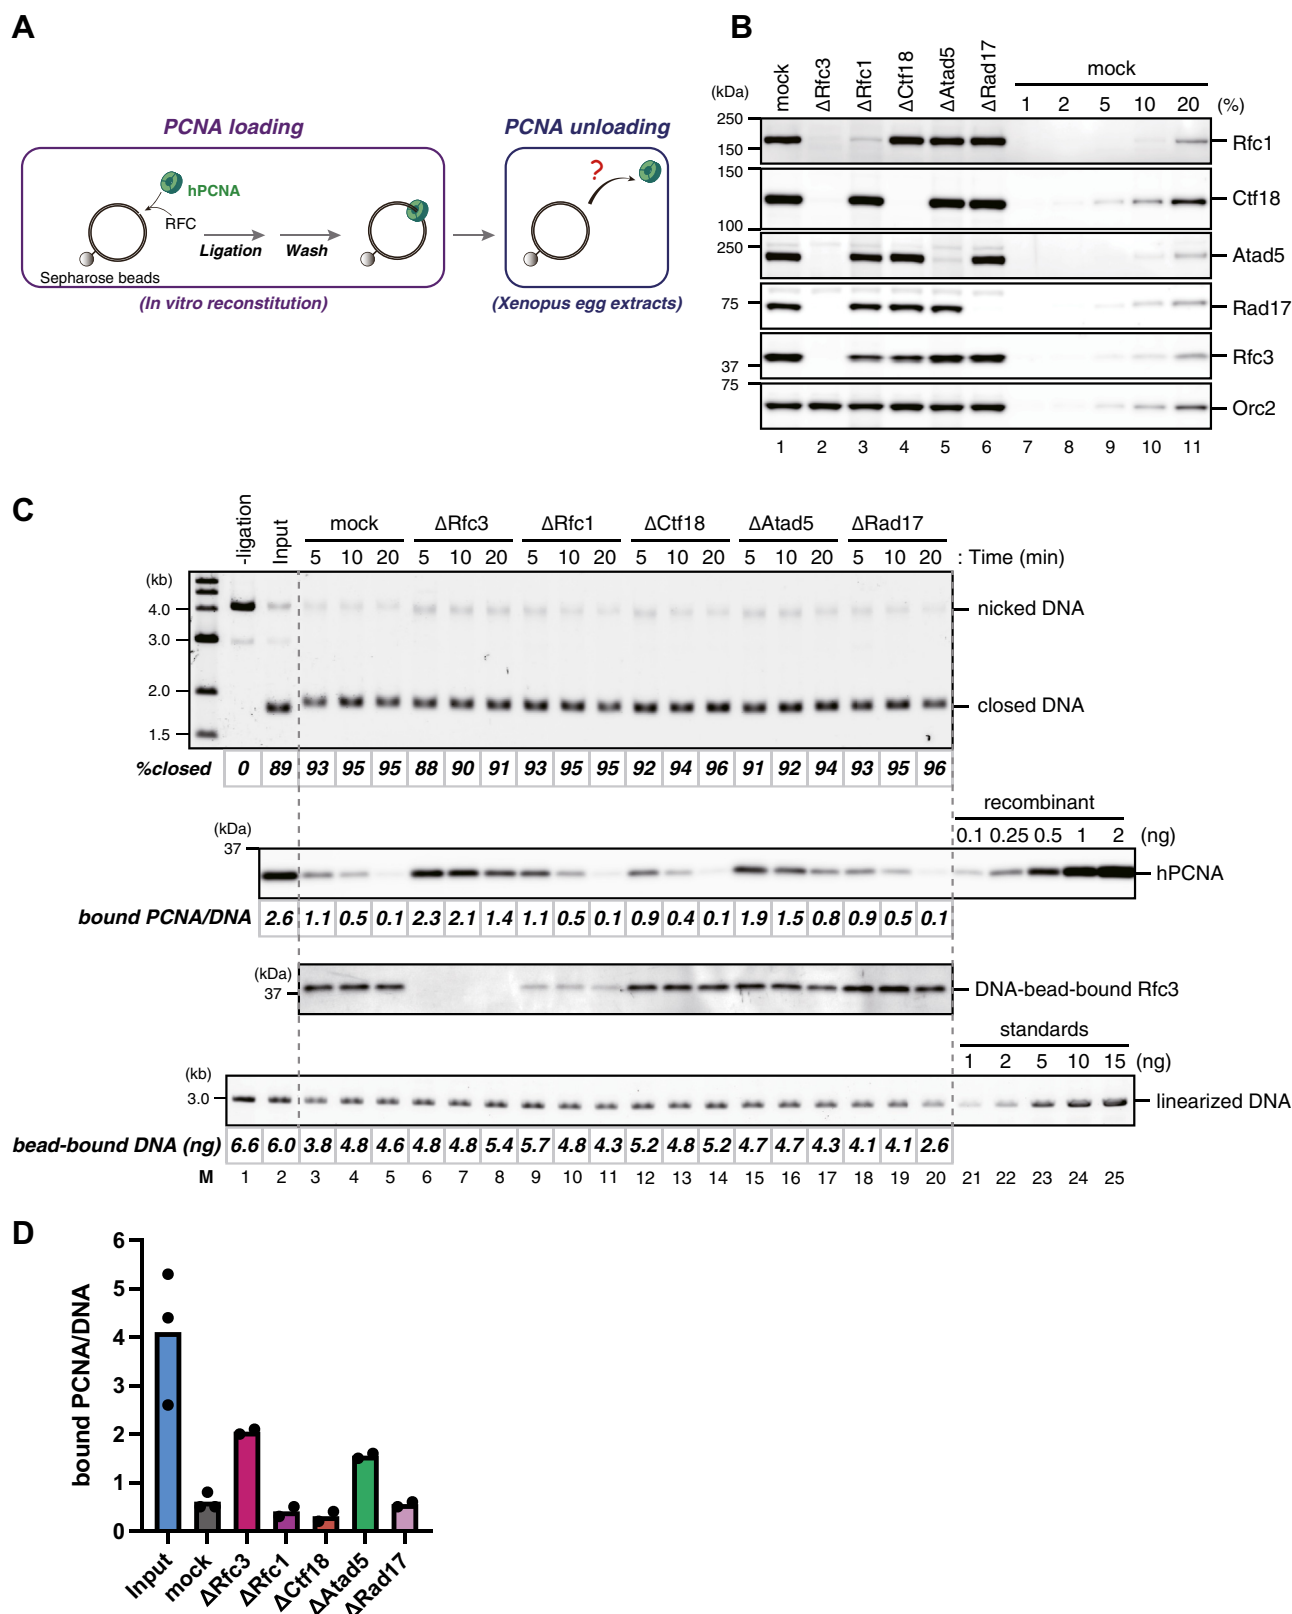 A
PCNA loading
PCNA unloading
hPCNA
RFC
Ligation
Wash
?
Sepharose beads
(In vitro reconstitution)
(Xenopus egg extracts)
B
mock
ΔRfc3
ΔRfc1
ΔCtf18
ΔAtad5
ΔRad17
mock
(kDa)
1 2 5 10 20 (%)
250
150
Rfc1
150
100
Ctf18
250
Atad5
75
Rad17
37
Rfc3
75
Orc2
1 2 3 4 5 6 7 8 9 10 11
C
-ligation
Input
mock ΔRfc3 ΔRfc1 ΔCtf18 ΔAtad5 ΔRad17
5 10 20 5 10 20 5 10 20 5 10 20 5 10 20 5 10 20 : Time (min)
(kb)
4.0
nicked DNA
3.0
2.0
closed DNA
1.5
%closed 0 89 93 95 95 88 90 91 93 95 95 92 94 96 91 92 94 93 95 96
recombinant
0.1 0.25 0.5 1 2 (ng)
(kDa)
37
hPCNA
bound PCNA/DNA 2.6 1.1 0.5 0.1 2.3 2.1 1.4 1.1 0.5 0.1 0.9 0.4 0.1 1.9 1.5 0.8 0.9 0.5 0.1
(kDa)
37
DNA-bead-bound Rfc3
standards
1 2 5 10 15 (ng)
(kb)
3.0
linearized DNA
bead-bound DNA (ng) 6.6 6.0 3.8 4.8 4.6 4.8 4.8 5.4 5.7 4.8 4.3 5.2 4.8 5.2 4.7 4.7 4.3 4.1 4.1 2.6
M 1 2 3 4 5 6 7 8 9 10 11 12 13 14 15 16 17 18 19 20 21 22 23 24 25
D
bound PCNA/DNA
6
5
4
3
2
1
0
Input
mock
ΔRfc3
ΔRfc1
ΔCtf18
ΔAtad5
ΔRad17